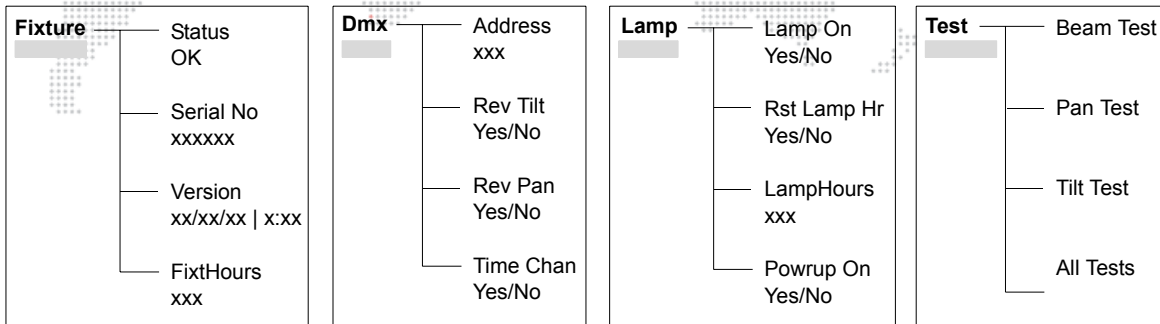 Fixture
Status
OK
Serial No
xxxxxx
Version
xx/xx/xx | x:xx
FixtHours
xxx
Dmx
Address
xxx
Rev Tilt
Yes/No
Rev Pan
Yes/No
Time Chan
Yes/No
Lamp
Lamp On
Yes/No
Rst Lamp Hr
Yes/No
LampHours
xxx
Powrup On
Yes/No
Test
Beam Test
Pan Test
Tilt Test
All Tests